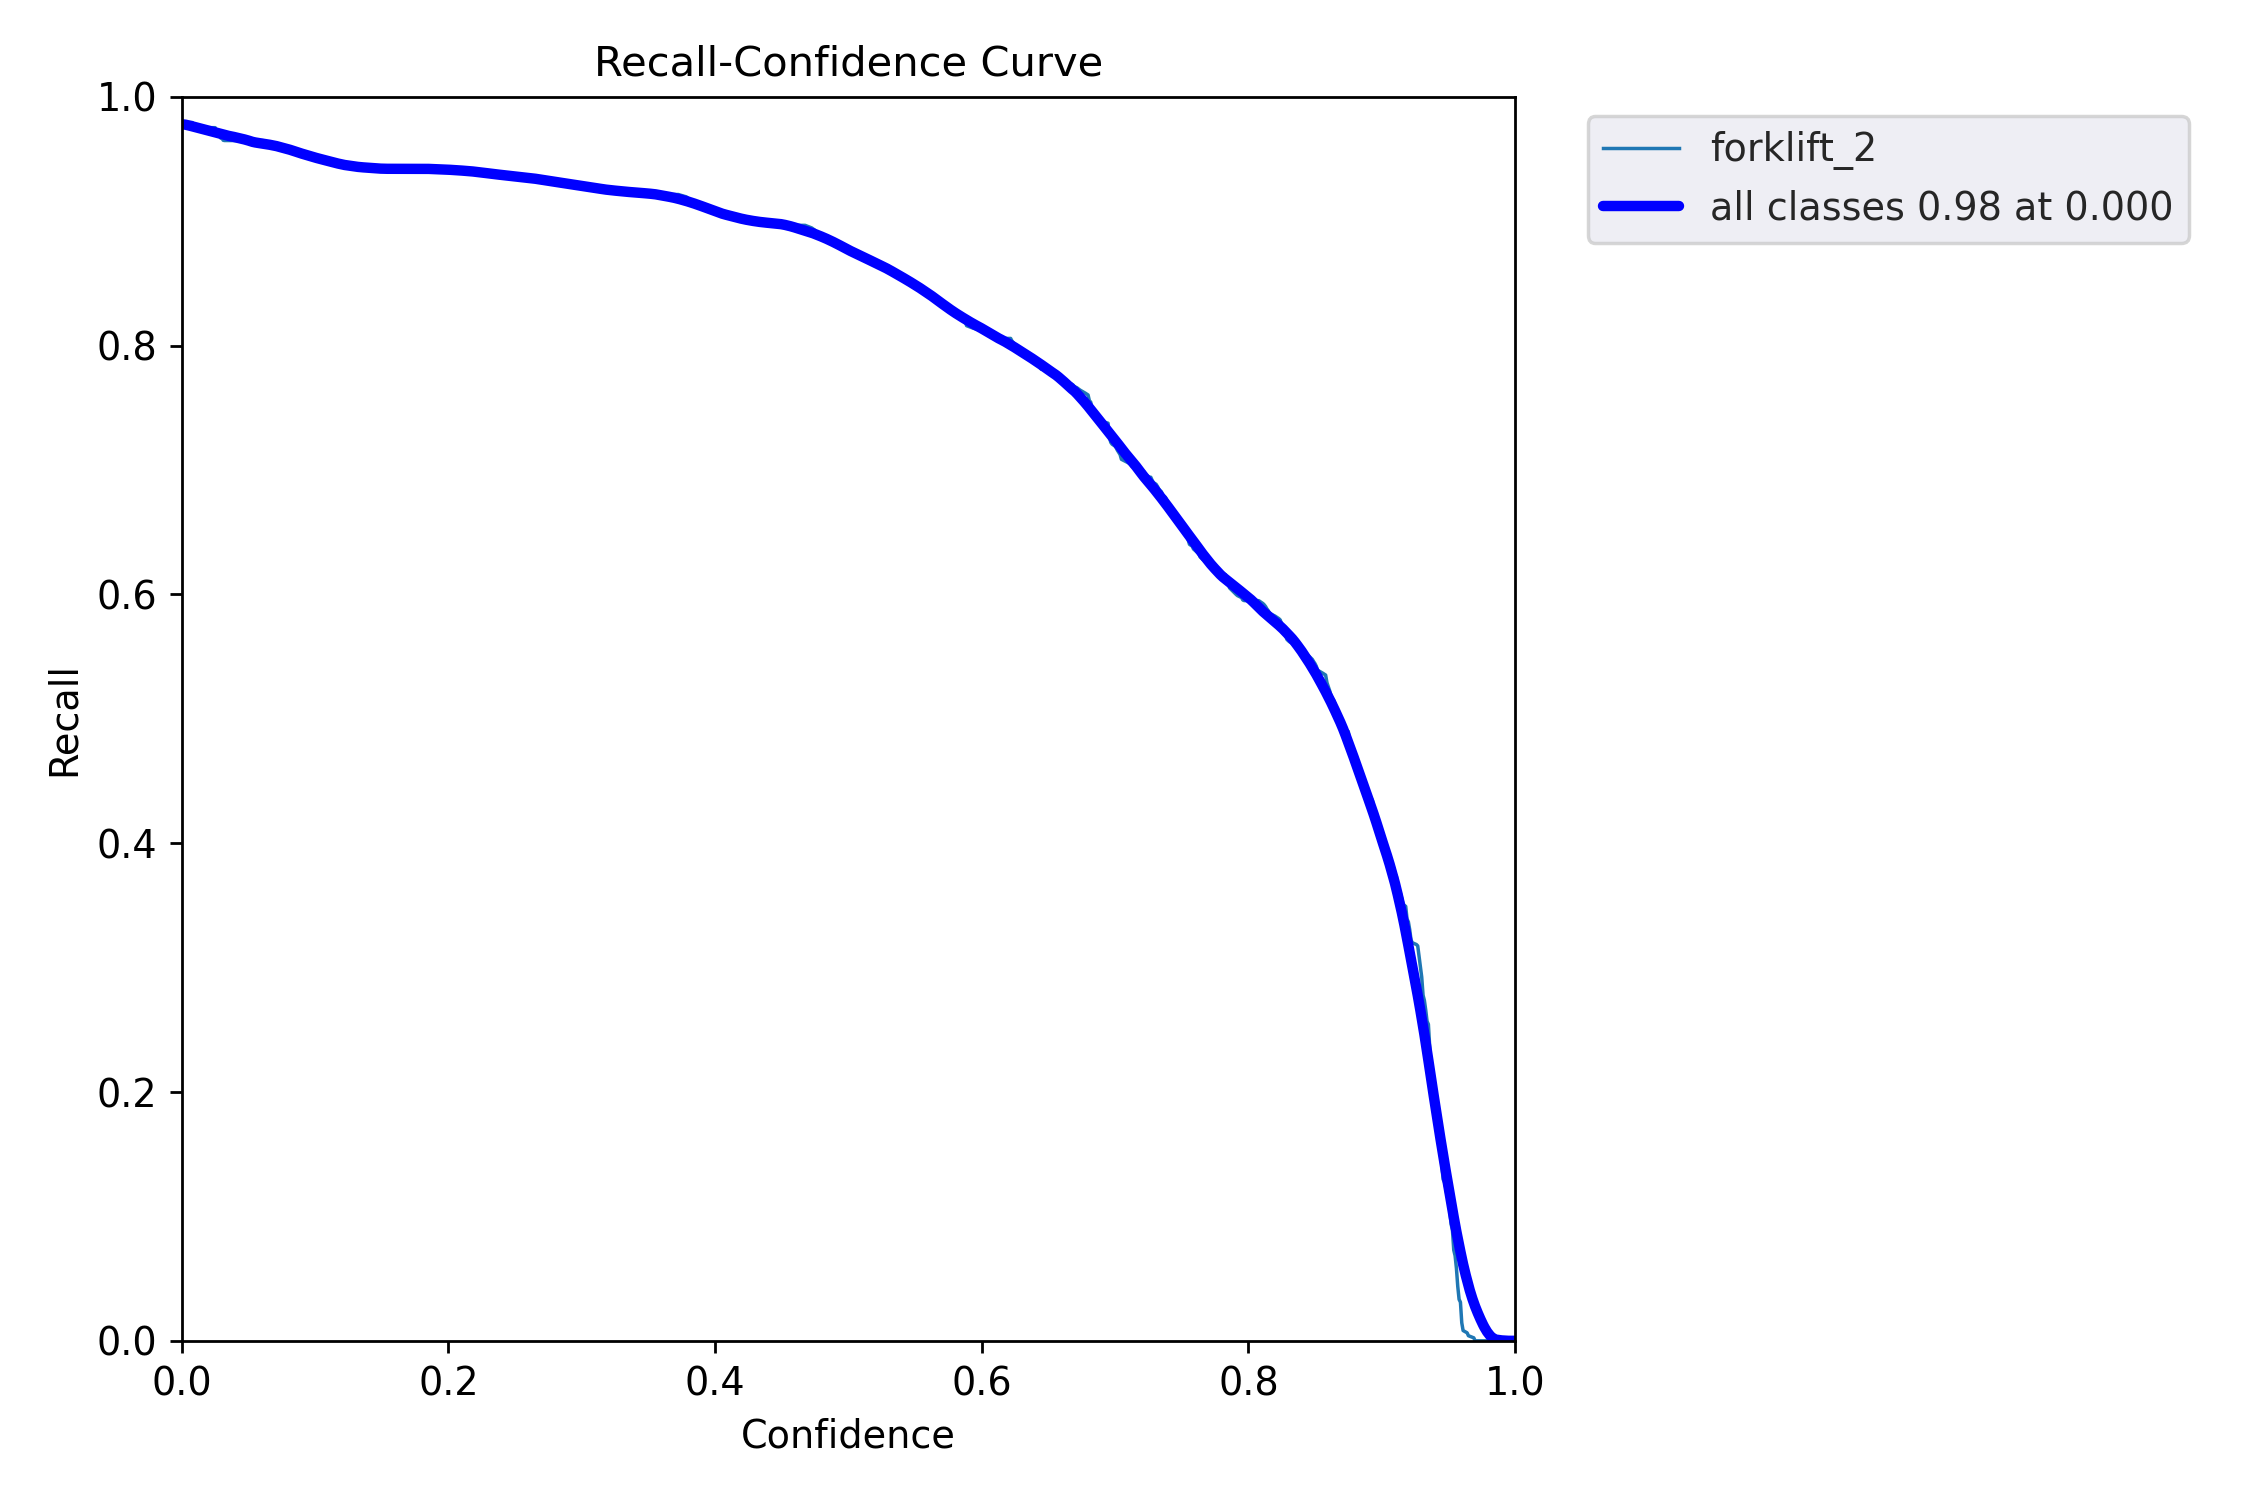 Recall-Confidence Curve
1.0
0.8
0.6
0.4
0.2
0.0
Recall
0.0 0.2 0.4 0.6 0.8 1.0
Confidence
forklift_2
all classes 0.98 at 0.000